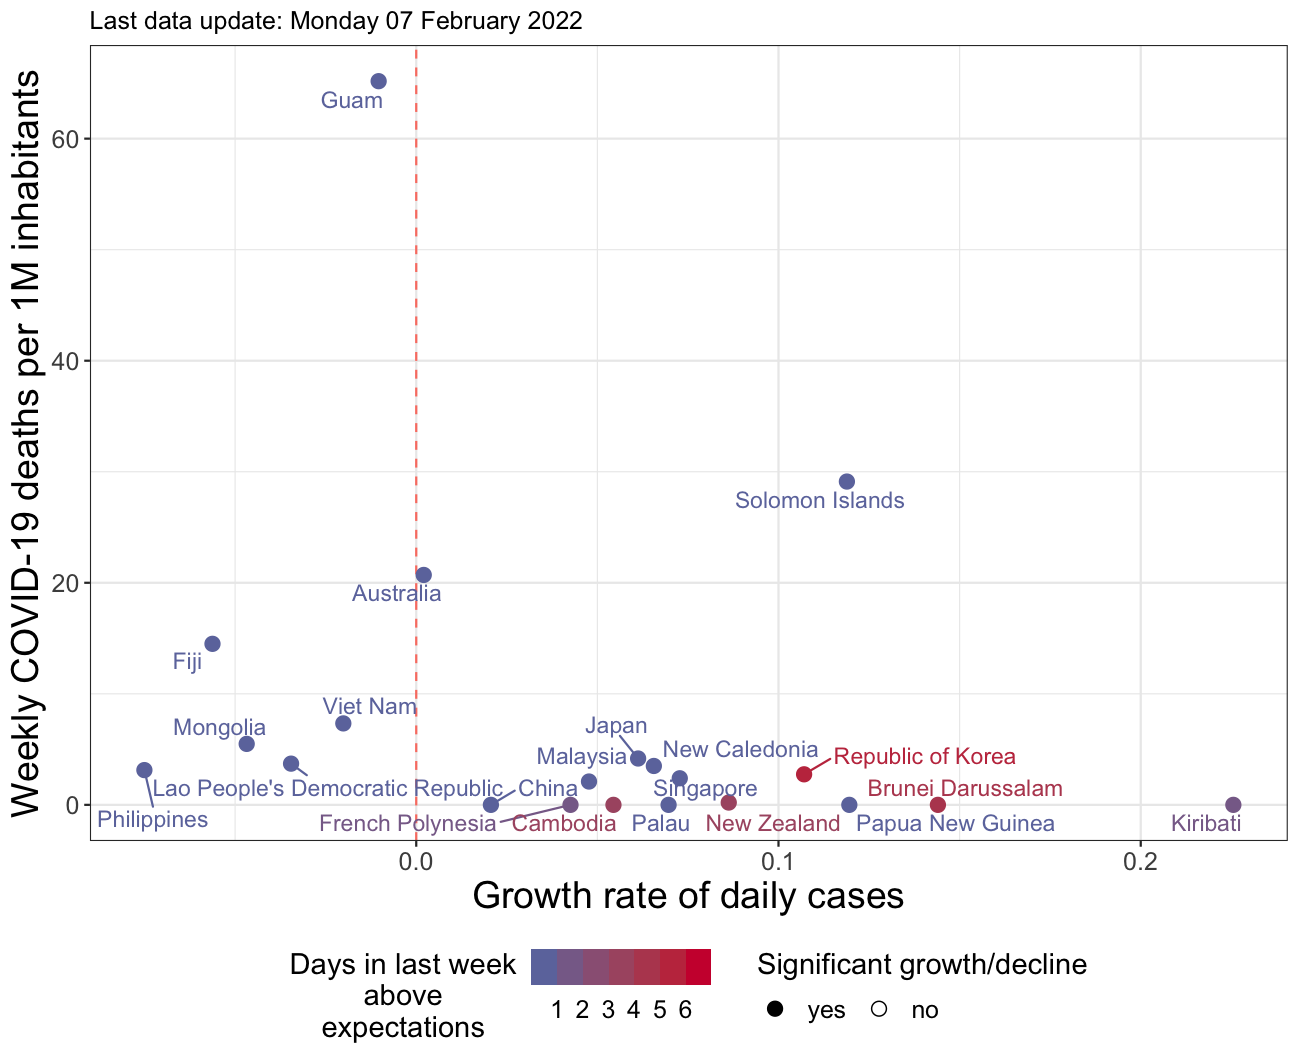 Last data update: Monday 07 February 2022
Weekly COVID-19 deaths per 1M inhabitants
60
40
20
0
Guam
Solomon Islands
Australia
Fiji
Viet Nam
Mongolia
Japan
New Caledonia
Malaysia
Republic of Korea
Lao People's Democratic Republic
China
Singapore
Brunei Darussalam
Philippines
French Polynesia
Cambodia
Palau
New Zealand
Papua New Guinea
Kiribati
0.0
0.1
0.2
Growth rate of daily cases
Days in last week
above
expectations
1 2 3 4 5 6
Significant growth/decline
yes
no